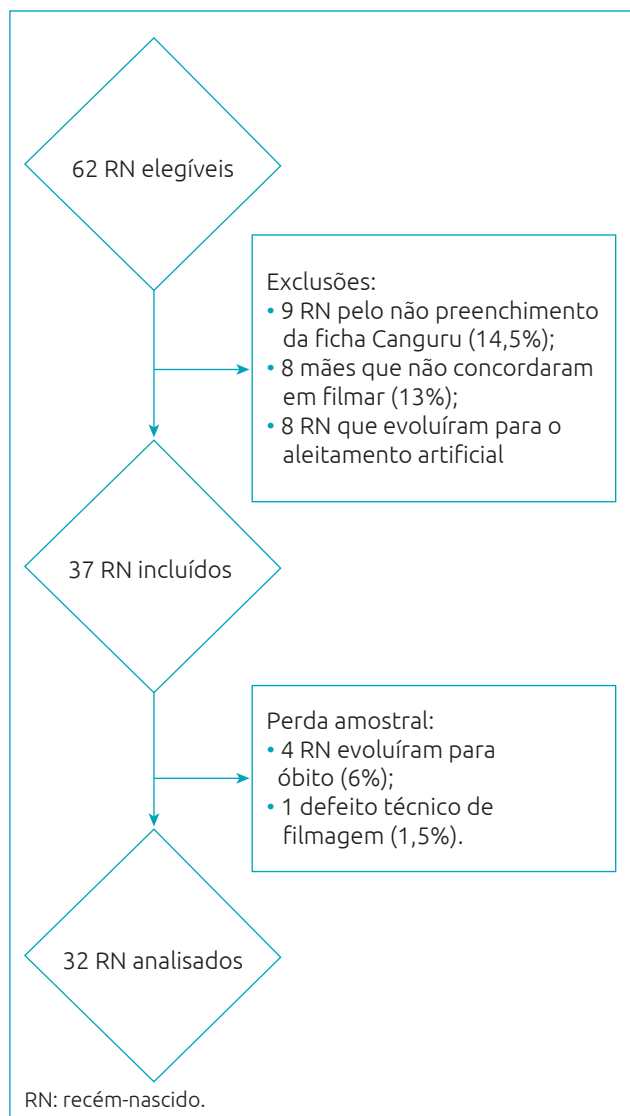 62 RN elegíveis
Exclusões:
• 9 RN pelo não preenchimento
da ficha Canguru (14,5%);
• 8 mães que não concordaram
em filmar (13%);
• 8 RN que evoluíram para o
aleitamento artificial
37 RN incluídos
Perda amostral:
• 4 RN evoluíram para
óbito (6%);
• 1 defeito técnico de
filmagem (1,5%).
32 RN analisados
RN: recém-nascido.